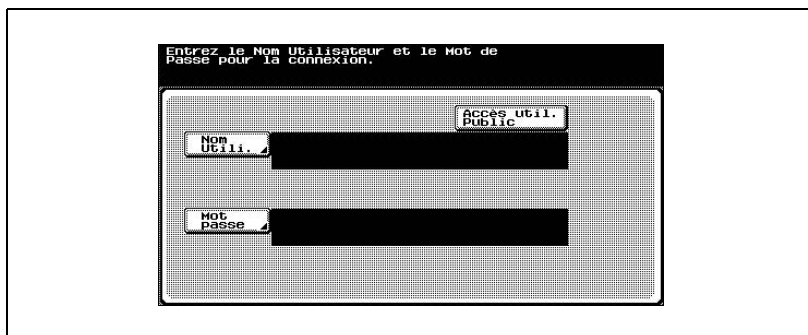 Entrez le Nom Utilisateur et le Mot de
Passe pour la connexion.
Accès util.
Public
Nom
Utili.
Mot
passe